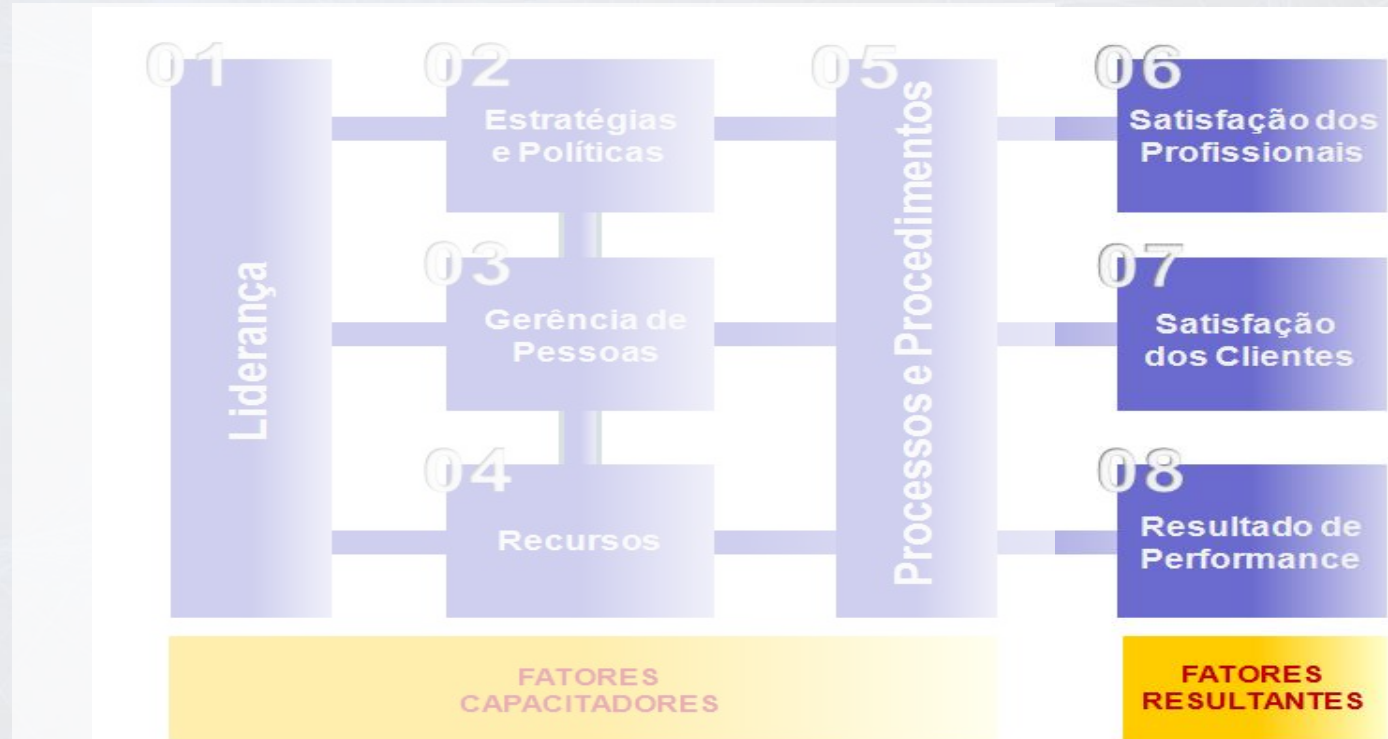 01
Liderança
02
Estratégias
e Políticas
03
Gerência de
Pessoas
04
Recursos
05
Processos e Procedimentos
06
Satisfação dos
Profissionais
07
Satisfação
dos Clientes
08
Resultado de
Performance
FATORES
CAPACITADORES
FATORES
RESULTANTES